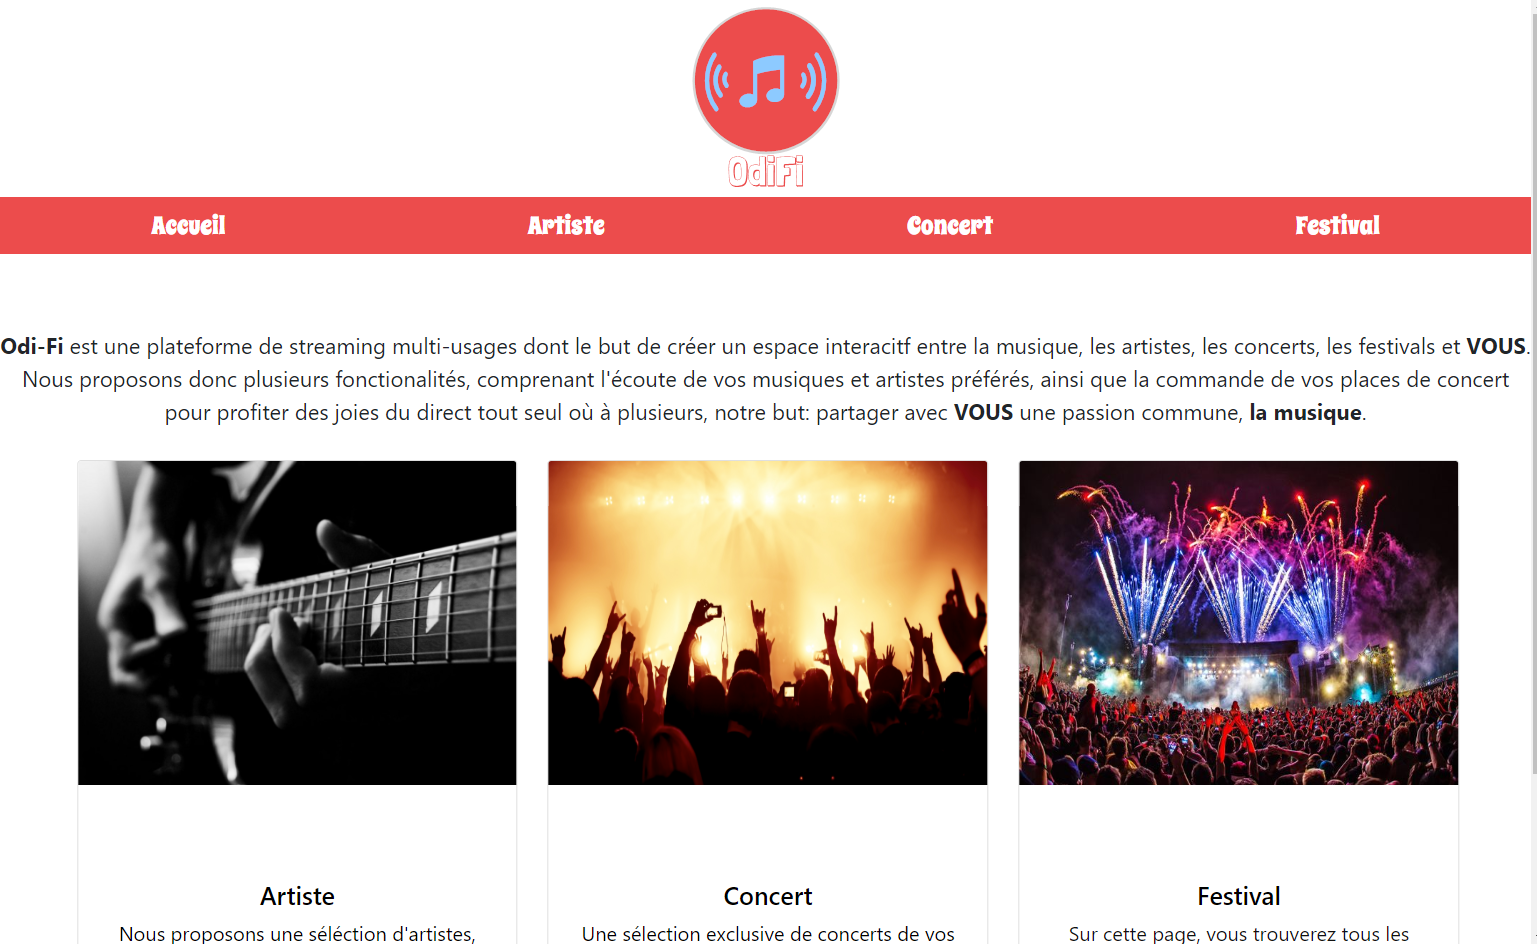 OdiFi
Accueil Artiste Concert Festival
Odi-Fi est une plateforme de streaming multi-usages dont le but de créer un espace interacitf entre la musique, les artistes, les concerts, les festivals et VOUS.
Nous proposons donc plusieurs fonctionalités, comprenant l'écoute de vos musiques et artistes préférés, ainsi que la commande de vos places de concert
pour profiter des joies du direct tout seul où à plusieurs, notre but: partager avec VOUS une passion commune, la musique.
Artiste
Nous proposons une séléction d'artistes,
Concert
Une sélection exclusive de concerts de vos
Festival
Sur cette page, vous trouverez tous les